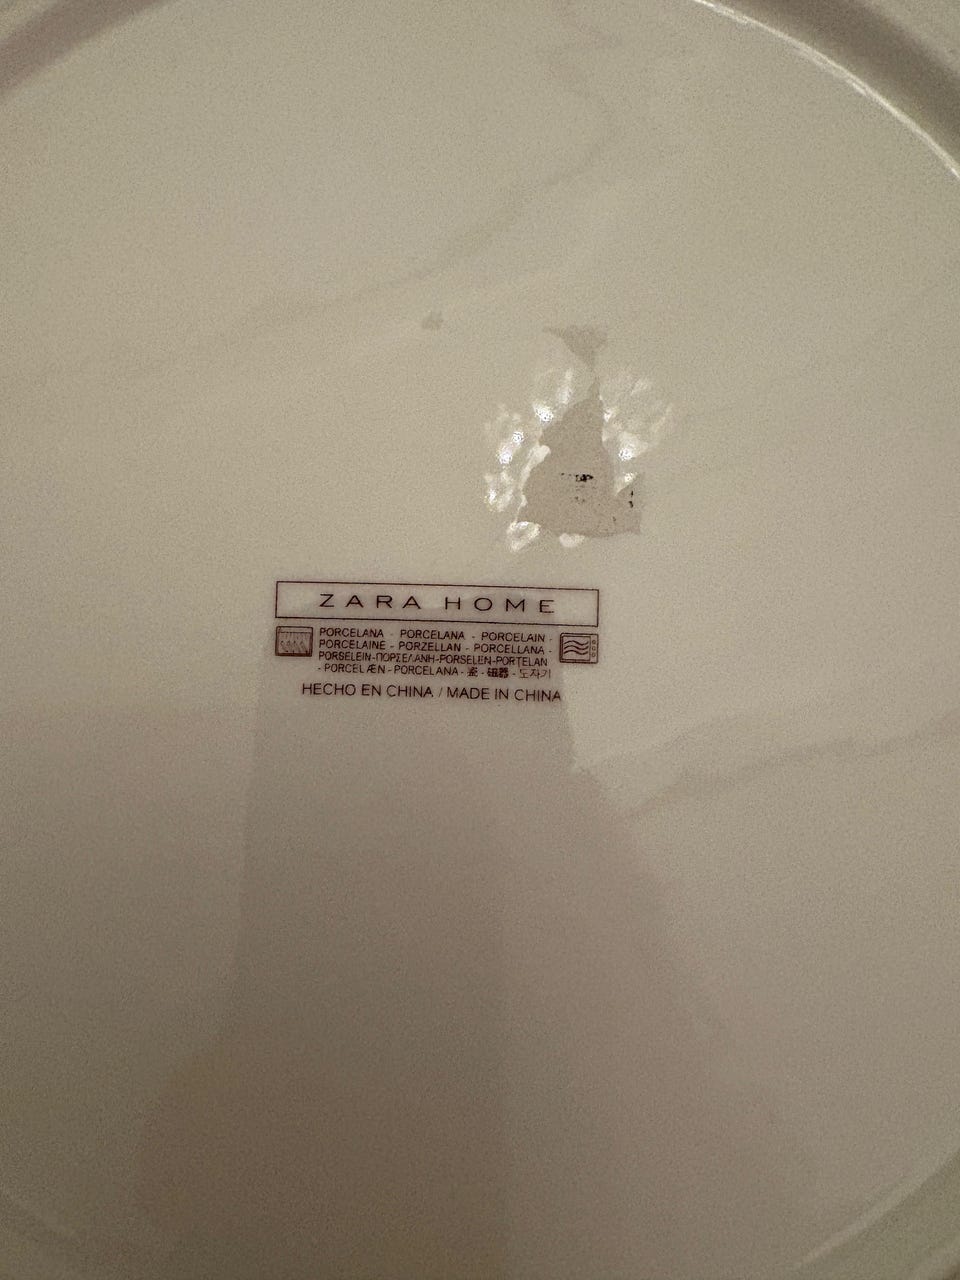 ZARA HOME
PORCELANA - PORCELANA - PORCELAIN -
PORCELAINE - PORZELLAN - PORCELLANA -
PORSELEIN-ΠΟΡΣΕΛΑΝΗ-PORSELEN-PORTELAN
- PORCELÆN - PORCELANA - 瓷 - 磁器 - 도자기
HECHO EN CHINA / MADE IN CHINA